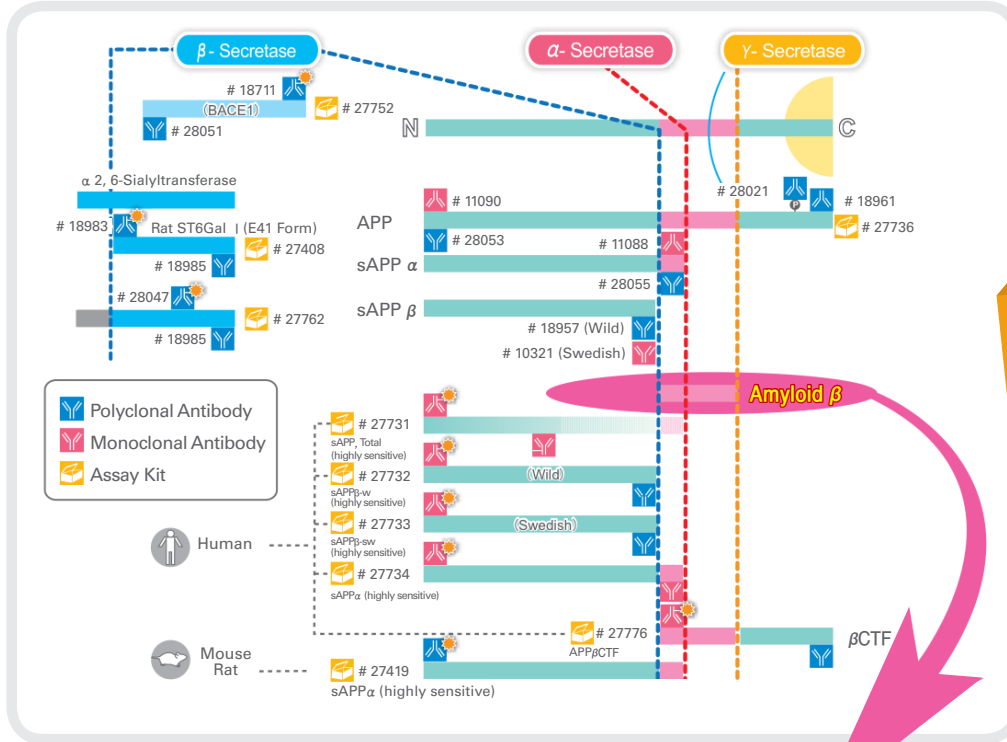 β- Secretase
α- Secretase
γ- Secretase
# 18711
(BACE1)
# 27752
# 28051
N
C
α 2, 6-Sialyltransferase
# 28021
P
# 18961
# 11090
# 18983
Rat ST6Gal I (E41 Form)
APP
# 27736
# 28053
# 11088
# 27408
# 18985
sAPP α
# 28055
# 28047
sAPP β
# 27762
# 18957 (Wild)
# 18985
# 10321 (Swedish)
Amyloid β
Polyclonal Antibody
Monoclonal Antibody
Assay Kit
# 27731
sAPP, Total
(highly sensitive)
# 27732
(Wild)
sAPPβ-w
(highly sensitive)
# 27733
(Swedish)
sAPPβ-sw
(highly sensitive)
Human
# 27734
sAPPα (highly sensitive)
# 27776
APPβCTF
βCTF
Mouse
Rat
# 27419
sAPPα (highly sensitive)